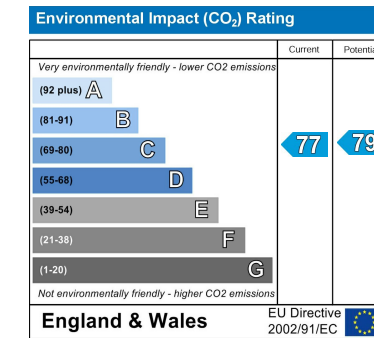 Environmental Impact (CO₂) Rating
Current Potentia
Very environmentally friendly - lower CO2 emissions
(92 plus) A
(81-91) B
(69-80) C
77 79
(55-68) D
(39-54) E
(21-38) F
(1-20) G
Not environmentally friendly - higher CO2 emissions
England & Wales
EU Directive
2002/91/EC